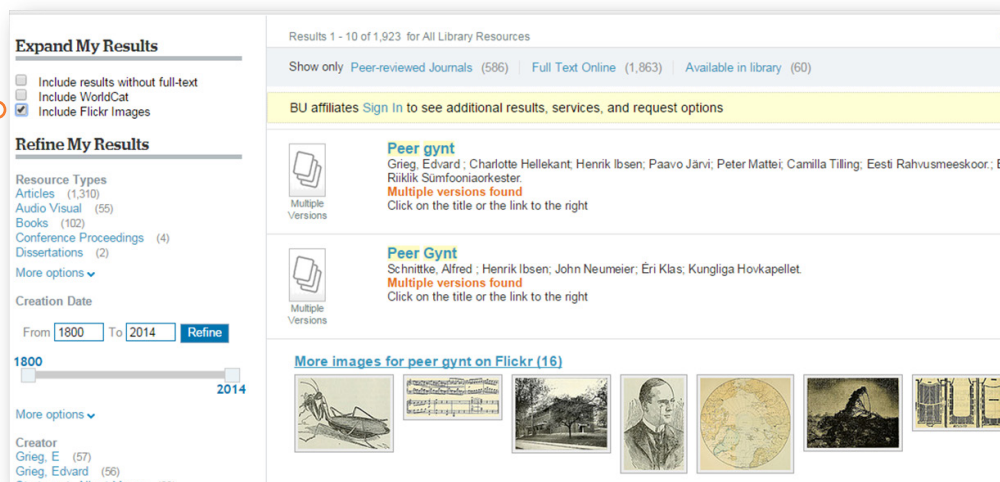 Expand My Results
Include results without full-text
Include WorldCat
Include Flickr Images
Refine My Results
Resource Types
Articles (1,310)
Audio Visual (55)
Books (102)
Conference Proceedings (4)
Dissertations (2)
More options
Creation Date
From 1800 To 2014 Refine
1800
2014
More options
Creator
Grieg, E (57)
Grieg, Edvard (56)
Results 1 - 10 of 1,923 for All Library Resources
Show only Peer-reviewed Journals (586) Full Text Online (1,863) Available in library (60)
BU affiliates Sign In to see additional results, services, and request options
Multiple
Versions
Peer gynt
Grieg, Edvard ; Charlotte Hellekant; Henrik Ibsen; Paavo Järvi; Peter Mattei; Camilla Tilling; Eesti Rahvusmeeskoor.; E
Riiklik Sümfooniaorkester.
Multiple versions found
Click on the title or the link to the right
Multiple
Versions
Peer Gynt
Schnittke, Alfred ; Henrik Ibsen; John Neumeier; Éri Klas; Kungliga Hovkapellet.
Multiple versions found
Click on the title or the link to the right
More images for peer gynt on Flickr (16)